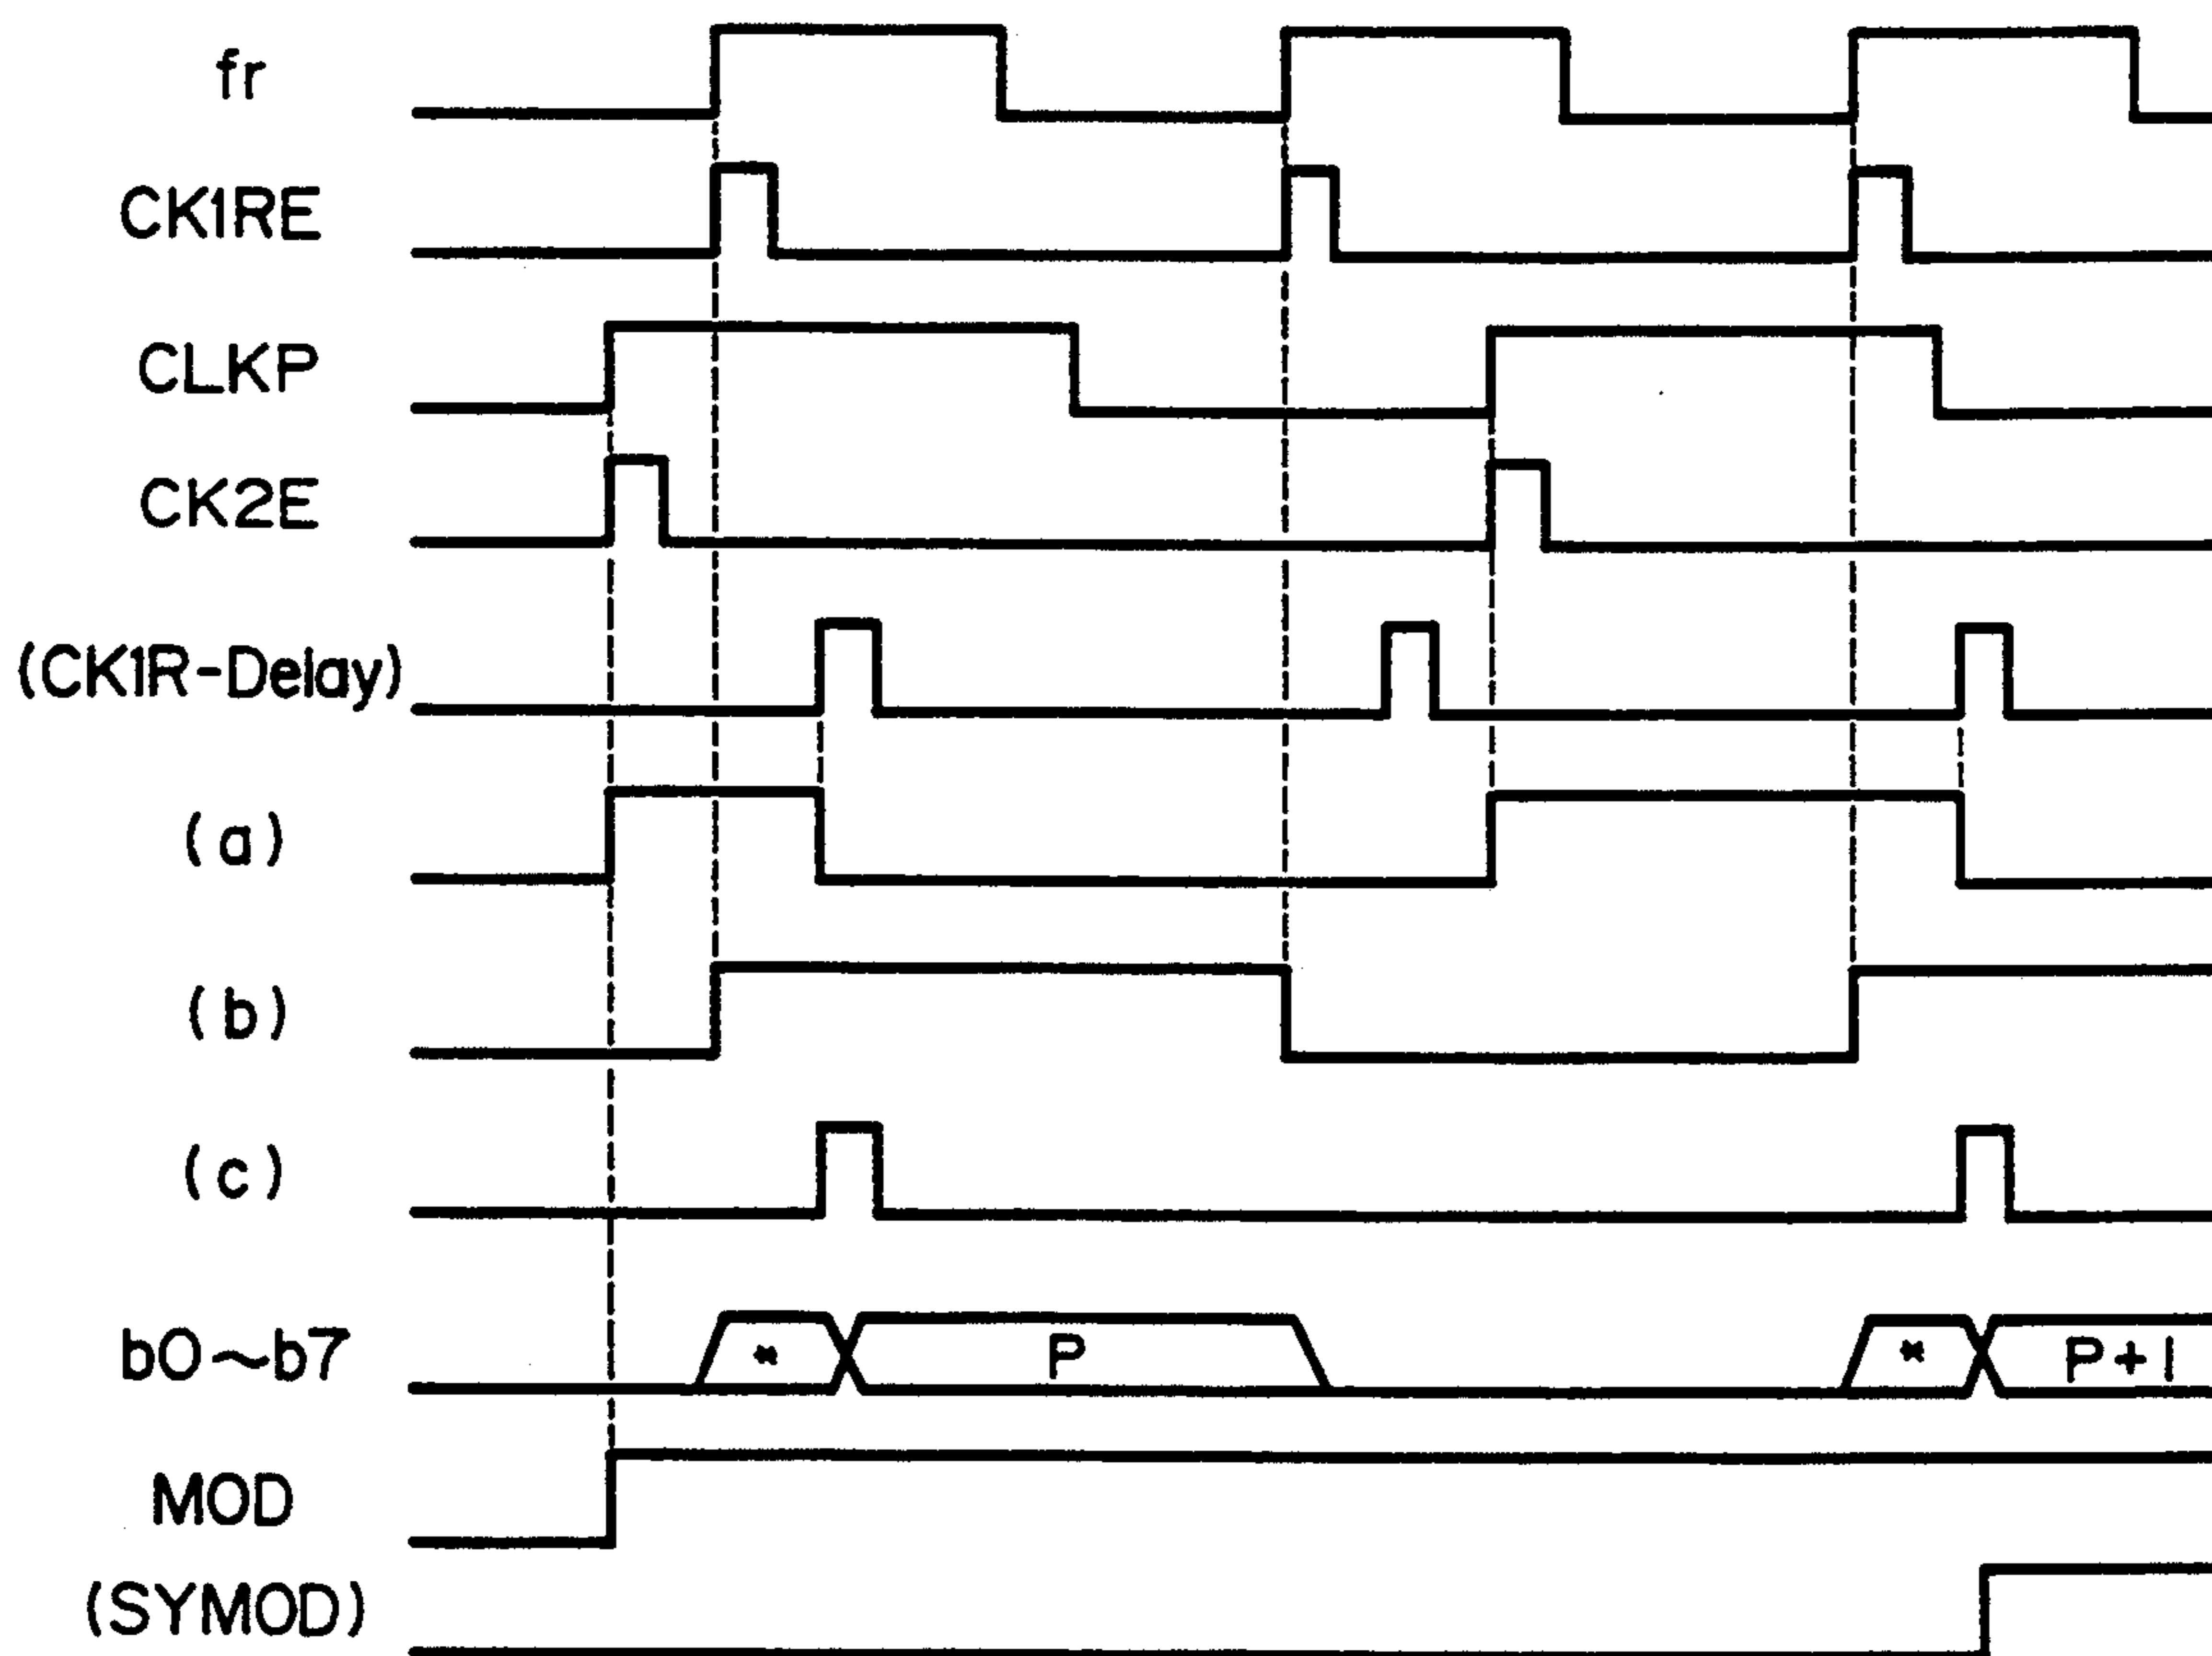 fr
CK1RE
CLKP
CK2E
(CK1R-Delay)
(a)
(b)
(c)
b0~b7 * P * P+1
MOD
(SYMOD)